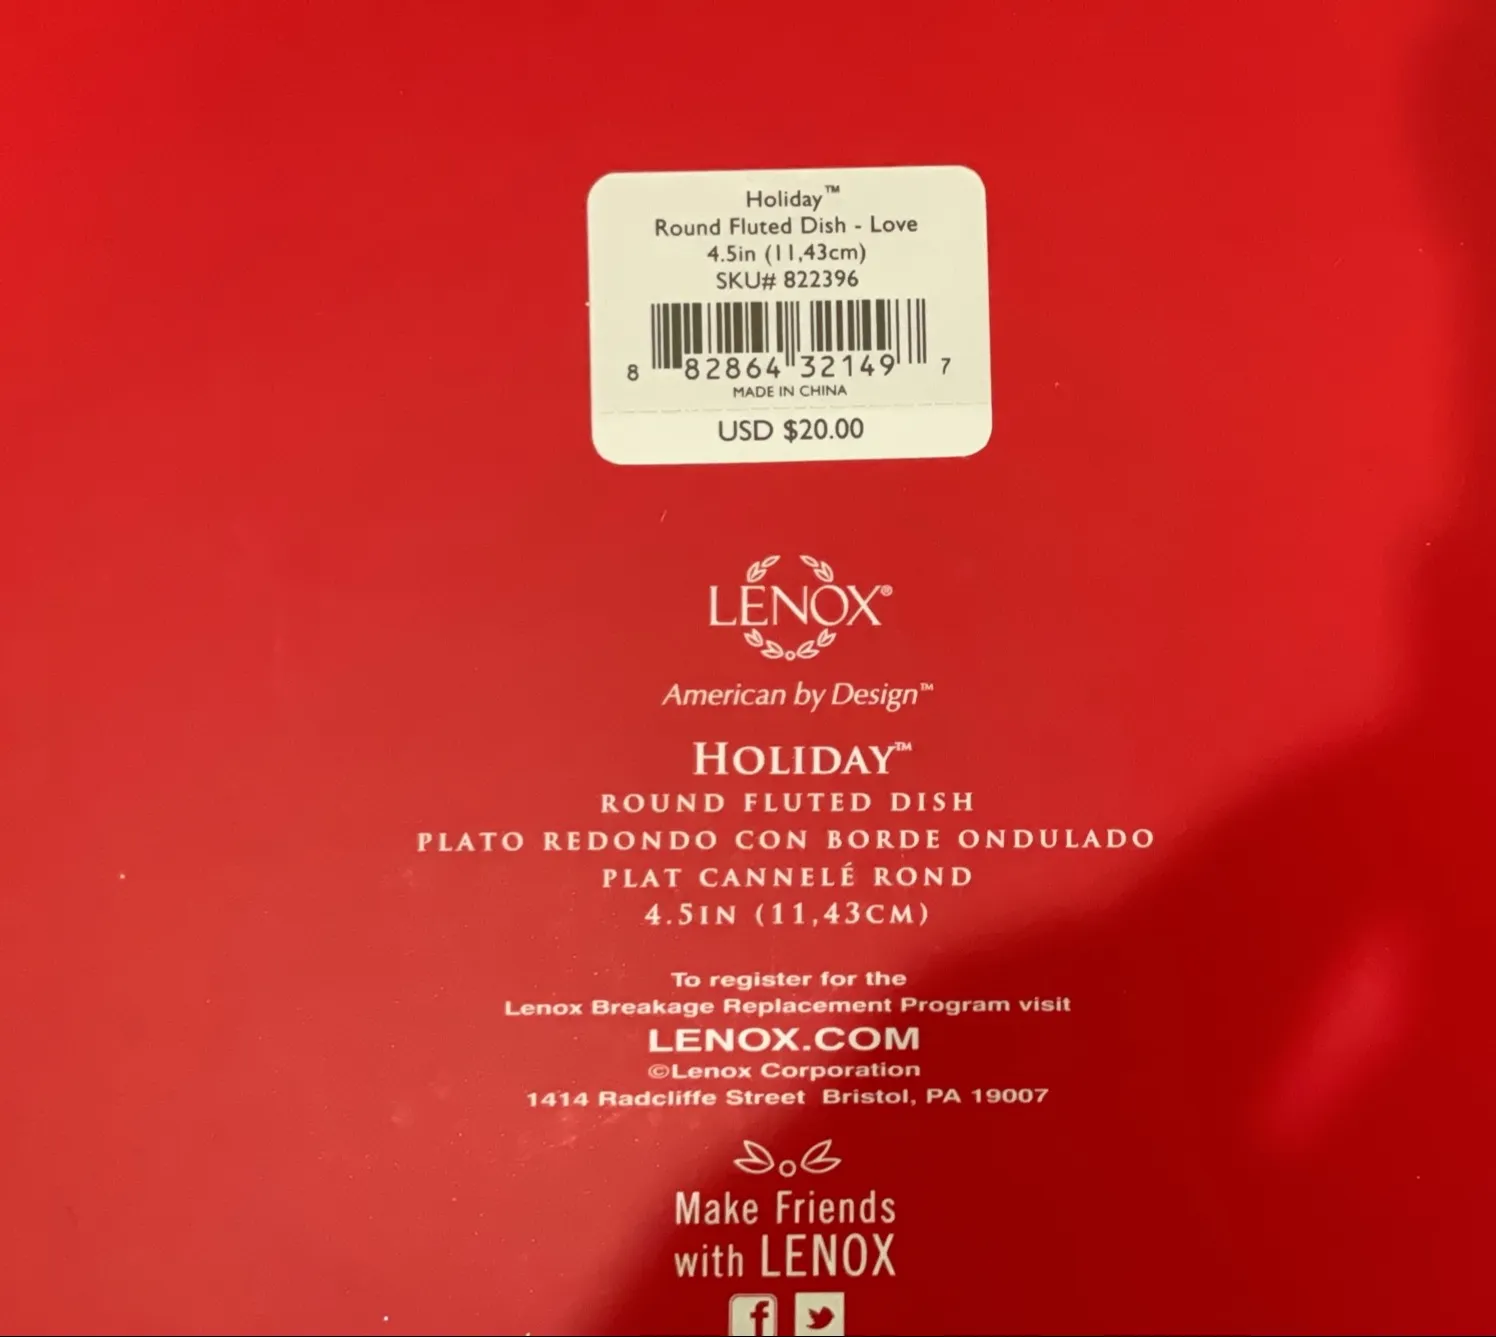 Holiday™
Round Fluted Dish - Love
4.5in (11,43cm)
SKU# 822396
8 82864 32149 7
MADE IN CHINA
USD $20.00
LENOX®
American by Design™
HOLIDAY™
ROUND FLUTED DISH
PLATO REDONDO CON BORDE ONDULADO
PLAT CANNELÉ ROND
4.5IN (11,43CM)
To register for the
Lenox Breakage Replacement Program visit
LENOX.COM
©Lenox Corporation
1414 Radcliffe Street Bristol, PA 19007
Make Friends
with LENOX
f